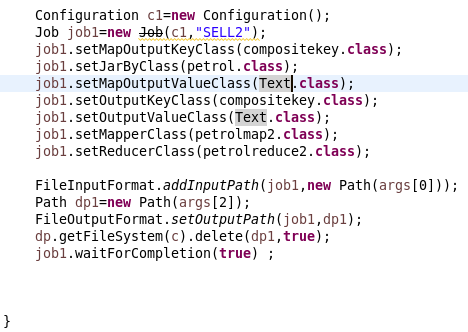 Configuration c1=new Configuration();
Job job1=new Job(c1,"SELL2");
job1.setMapOutputKeyClass(compositekey.class);
job1.setJarByClass(petrol.class);
job1.setMapOutputValueClass(Text.class);
job1.setOutputKeyClass(compositekey.class);
job1.setOutputValueClass(Text.class);
job1.setMapperClass(petrolmap2.class);
job1.setReducerClass(petrolreduce2.class);
FileInputFormat.addInputPath(job1,new Path(args[0]));
Path dp1=new Path(args[2]);
FileOutputFormat.setOutputPath(job1,dp1);
dp.getFileSystem(c).delete(dp1,true);
job1.waitForCompletion(true) ;
}